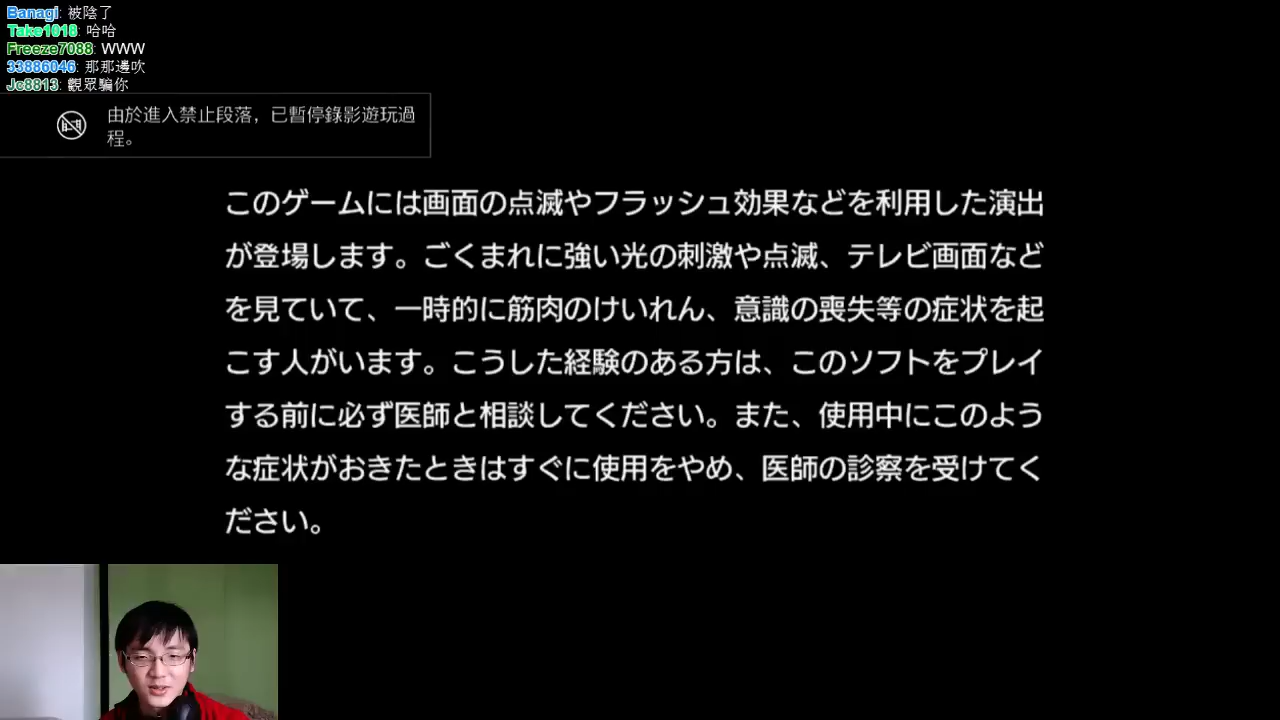 Banagi: 被陰了
Take1018: 哈哈
Freeze7088: WWW
33886046: 那那邊吹
Jc8813: 觀眾騙你
由於進入禁止段落，已暫停錄影遊玩過
程。
このゲームには画面の点滅やフラッシュ効果などを利用した演出
が登場します。ごくまれに強い光の刺激や点滅、テレビ画面など
を見ていて、一時的に筋肉のけいれん、意識の喪失等の症状を起
こす人がいます。こうした経験のある方は、このソフトをプレイ
する前に必ず医師と相談してください。また、使用中にこのよう
な症状がおきたときはすぐに使用をやめ、医師の診察を受けてく
ださい。